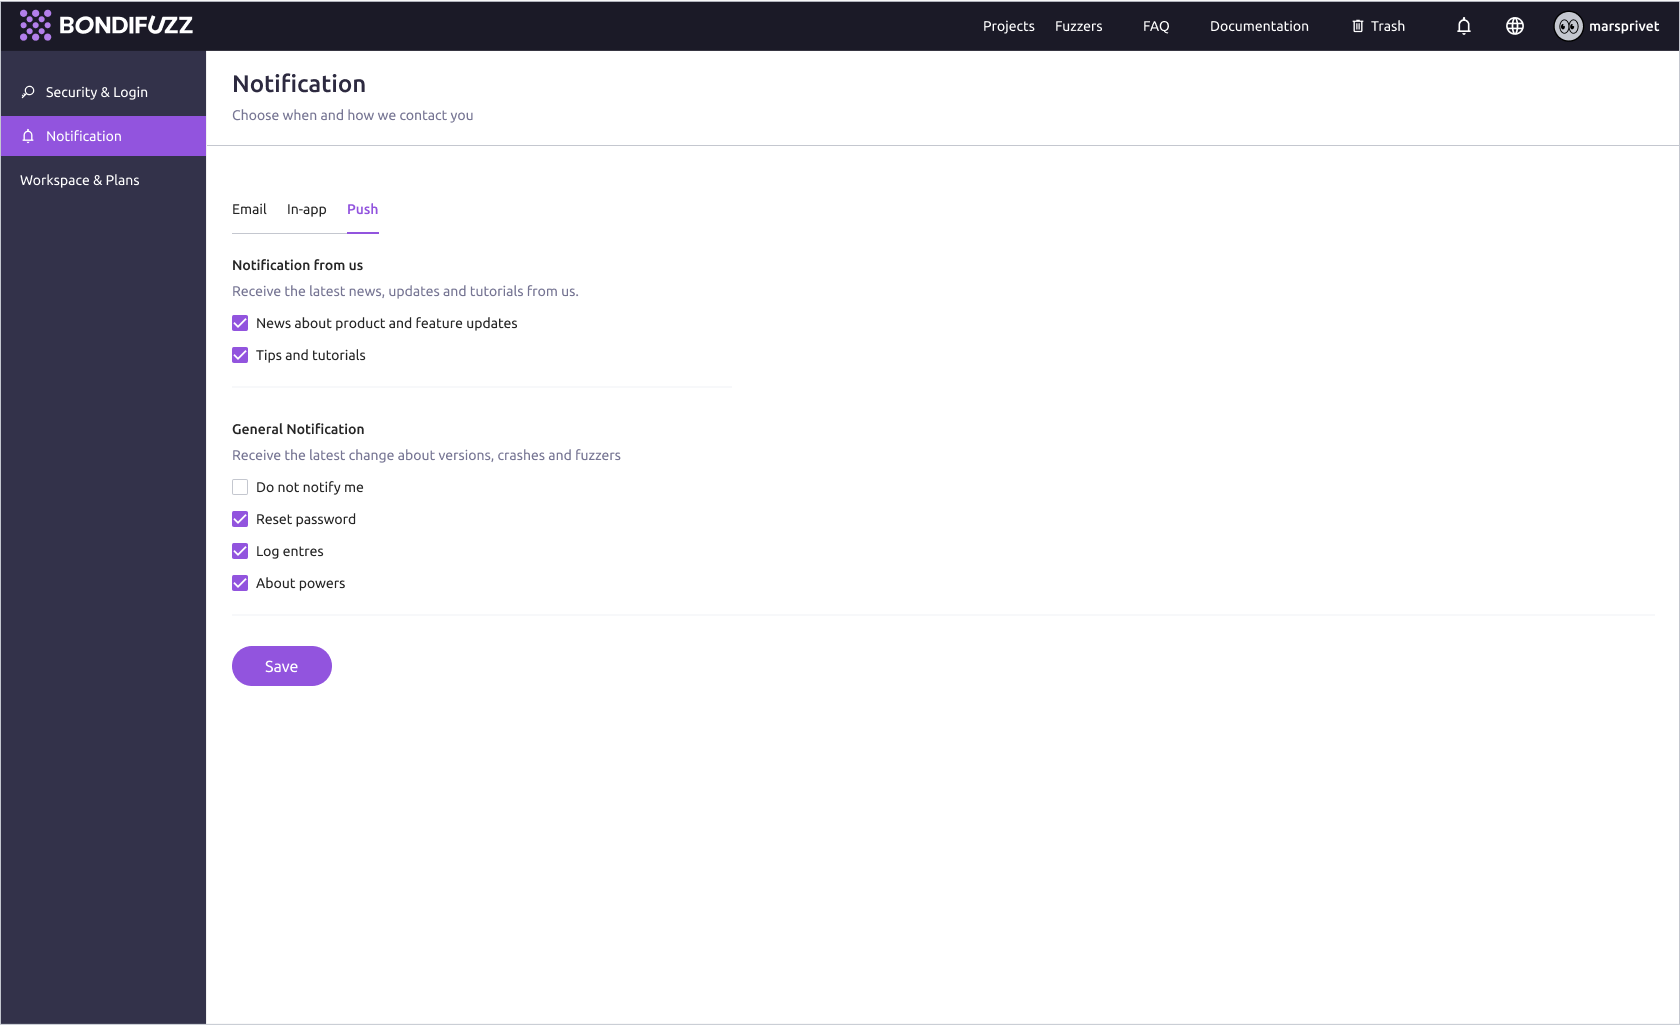 BONDIFUZZ
Projects Fuzzers FAQ Documentation Trash marsprivet
Security & Login
Notification
Workspace & Plans
Notification
Choose when and how we contact you
Email In-app Push
Notification from us
Receive the latest news, updates and tutorials from us.
News about product and feature updates
Tips and tutorials
General Notification
Receive the latest change about versions, crashes and fuzzers
Do not notify me
Reset password
Log entres
About powers
Save